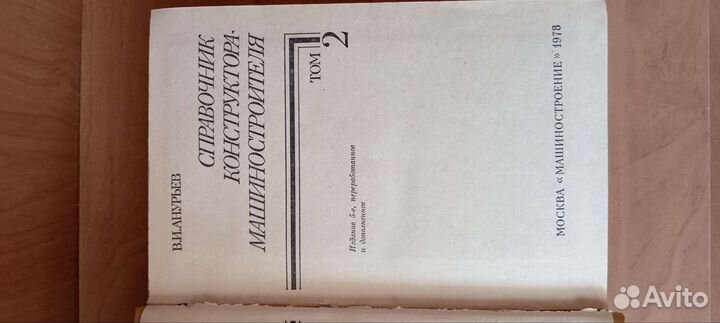 В.И.АНУРЬЕВ
СПРАВОЧНИК
КОНСТРУКТОРА-
МАШИНОСТРОИТЕЛЯ
ТОМ 2
Издание 5-е, переработанное
и дополненное
МОСКВА «МАШИНОСТРОЕНИЕ» 1978
Avito